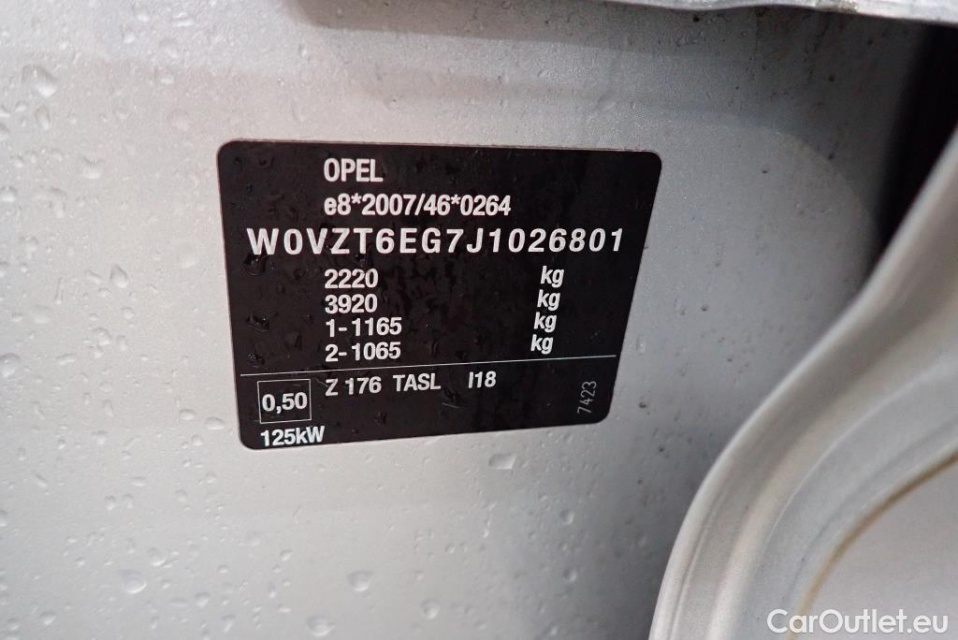 OPEL
e8*2007/46*0264
W0VZT6EG7J1026801
2220 kg
3920 kg
1-1165 kg
2-1065 kg
0,50 Z 176 TASL I18 7423
125kW
CarOutlet.eu